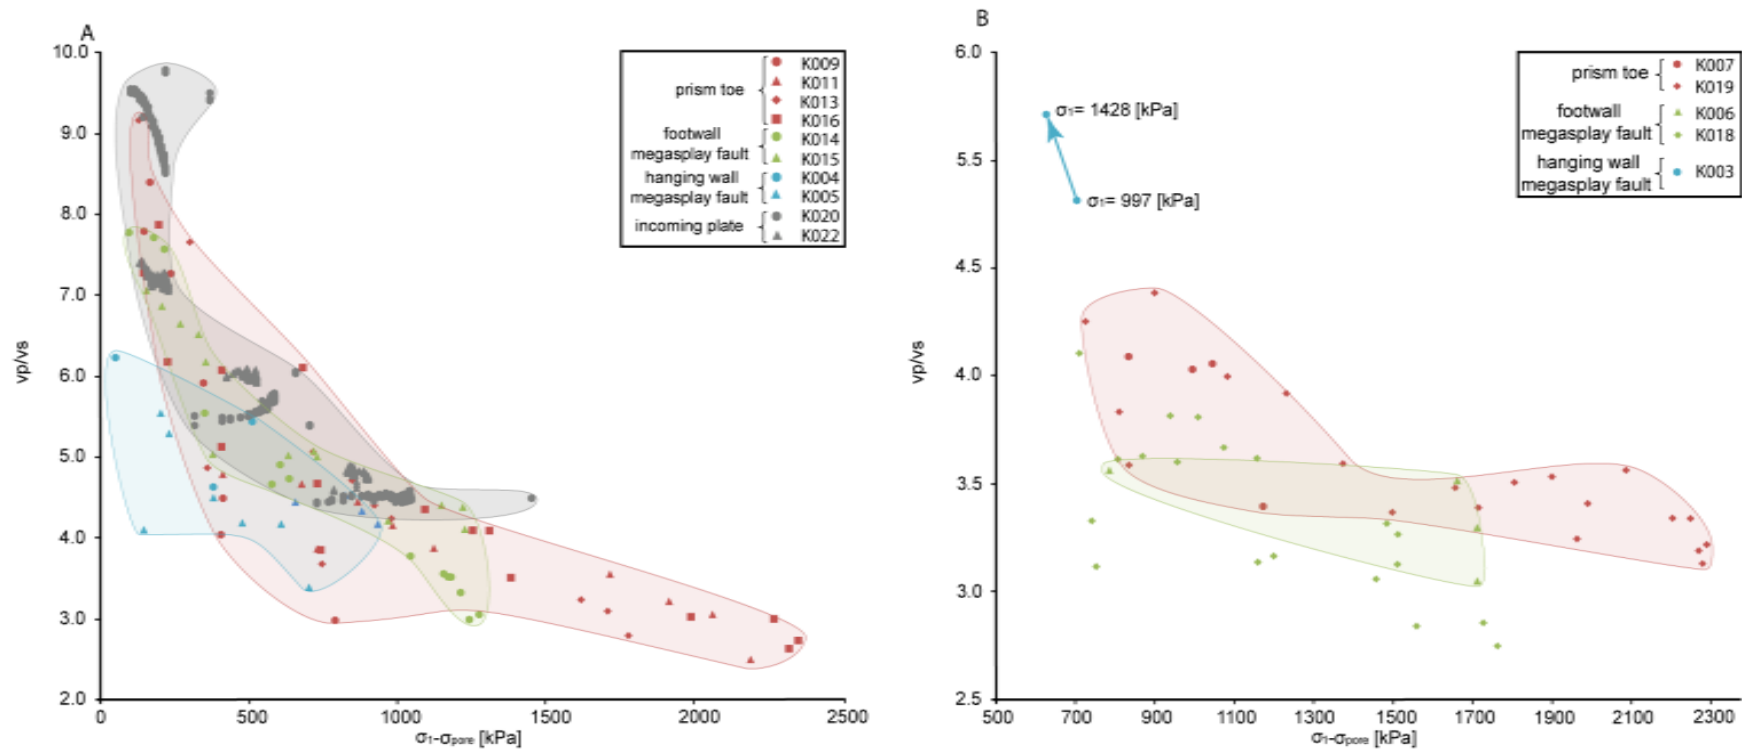 A
10.0
9.0
8.0
7.0
6.0
5.0
4.0
3.0
2.0
vp/vs
0
500
1000
1500
2000
2500
σ₁-σpore [kPa]
prism toe
K009
K011
K013
K016
footwall
megasplay fault
K014
K015
hanging wall
megasplay fault
K004
K005
incoming plate
K020
K022
B
6.0
5.5
4.5
4.0
3.5
3.0
2.5
vp/vs
500
700
900
1100
1300
1500
1700
1900
2100
2300
σ₁-σpore [kPa]
σ₁= 1428 [kPa]
σ₁= 997 [kPa]
prism toe
K007
K019
footwall
megasplay fault
K006
K018
hanging wall
megasplay fault
K003